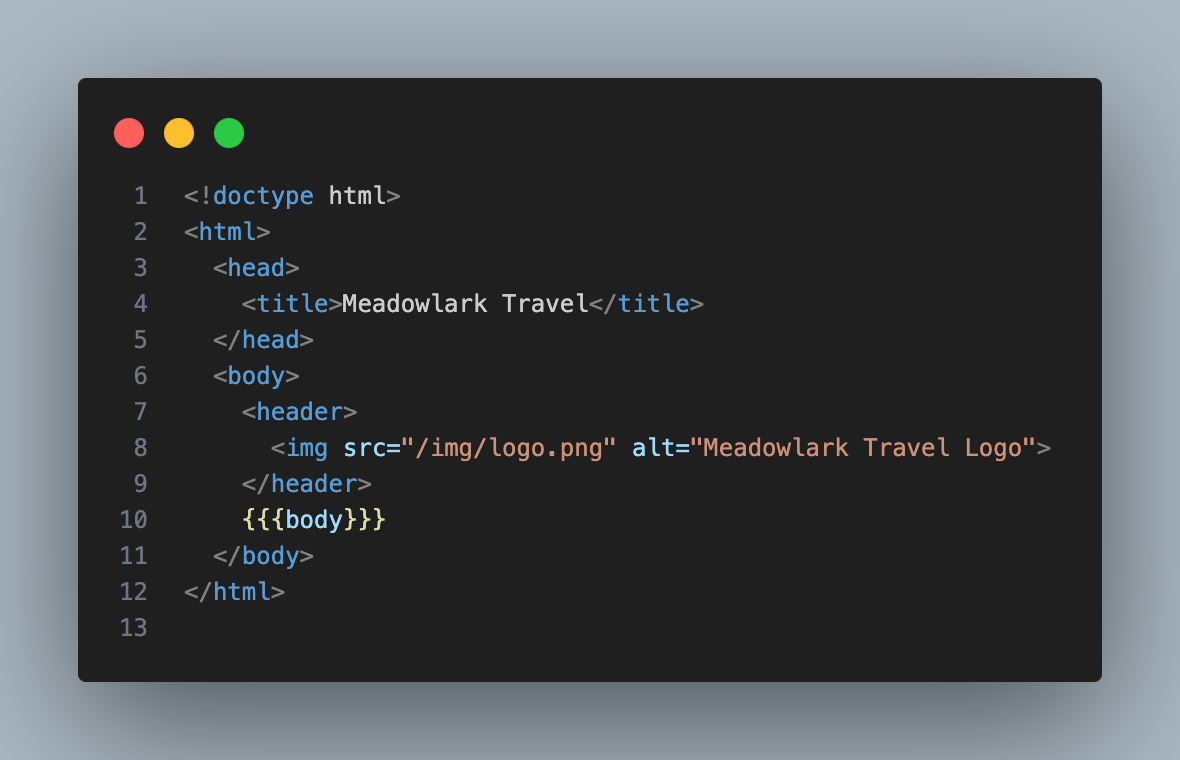 1 <!doctype html>
2 <html>
3   <head>
4     <title>Meadowlark Travel</title>
5   </head>
6   <body>
7     <header>
8       <img src="/img/logo.png" alt="Meadowlark Travel Logo">
9     </header>
10     {{{body}}}
11   </body>
12 </html>
13